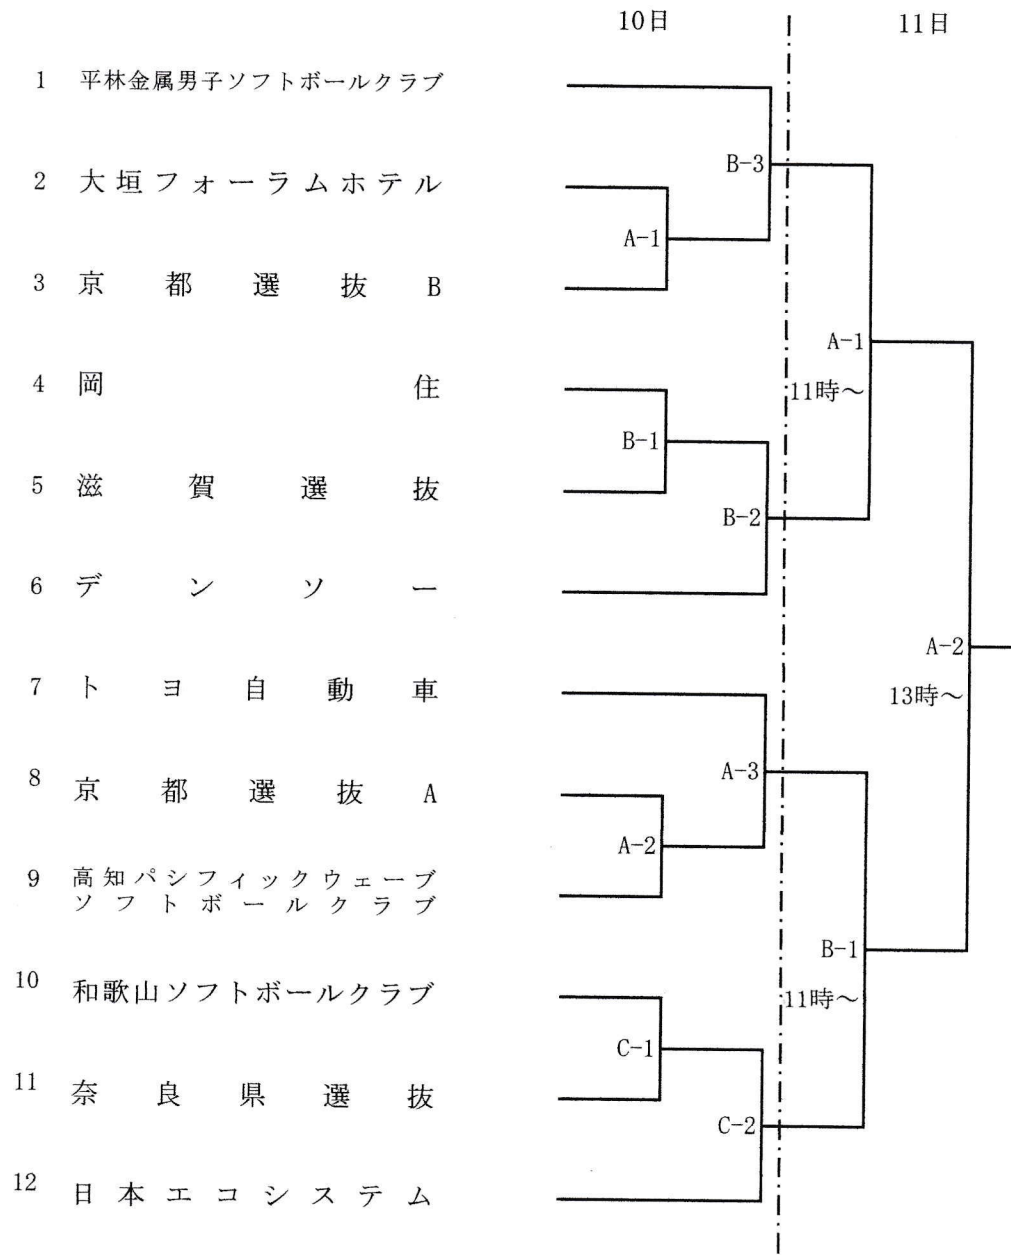 10日
11日
1 平林金属男子ソフトボールクラブ
B-3
2 大垣フォーラムホテル
A-1
3 京都選抜B
A-1
11時～
4 岡住
B-1
5 滋賀選抜
B-2
6 デンソー
A-2
13時～
7 トヨ自動車
A-3
8 京都選抜A
A-2
9 高知パシフィックウェーブ
ソフトボールクラブ
B-1
11時～
10 和歌山ソフトボールクラブ
C-1
11 奈良県選抜
C-2
12 日本エコシステム